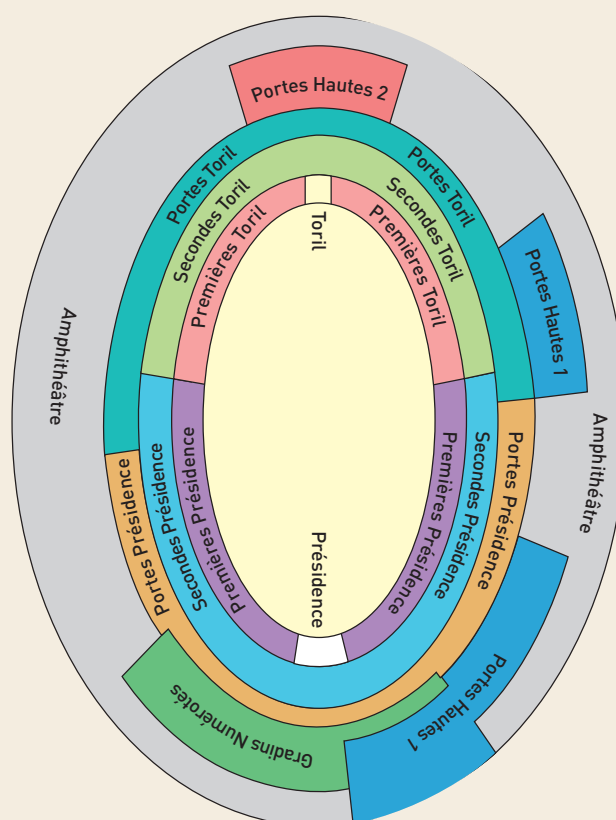 Portes Hautes 2
Portes Toril
Portes Toril
Secondes Toril
Secondes Toril
Premières Toril
Premières Toril
Toril
Portes Hautes 1
Amphithéâtre
Amphithéâtre
Portes Présidence
Secondes Présidence
Premières Présidence
Présidence
Premières Présidence
Secondes Présidence
Portes Présidence
Gradins Numérotés
Portes Hautes 1